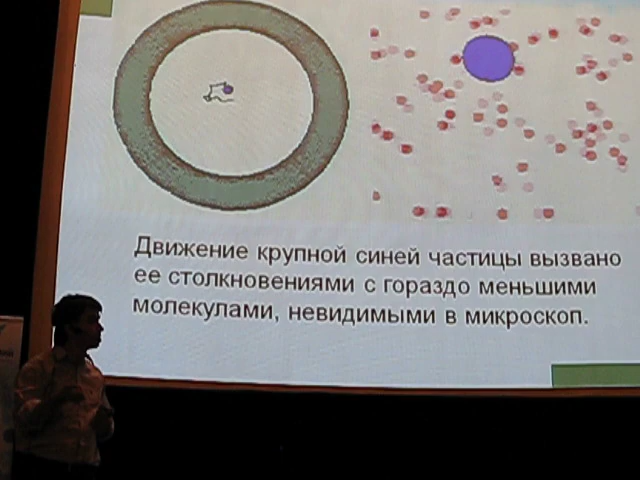 Движение крупной синей частицы вызвано
ее столкновениями с гораздо меньшими
молекулами, невидимыми в микроскоп.